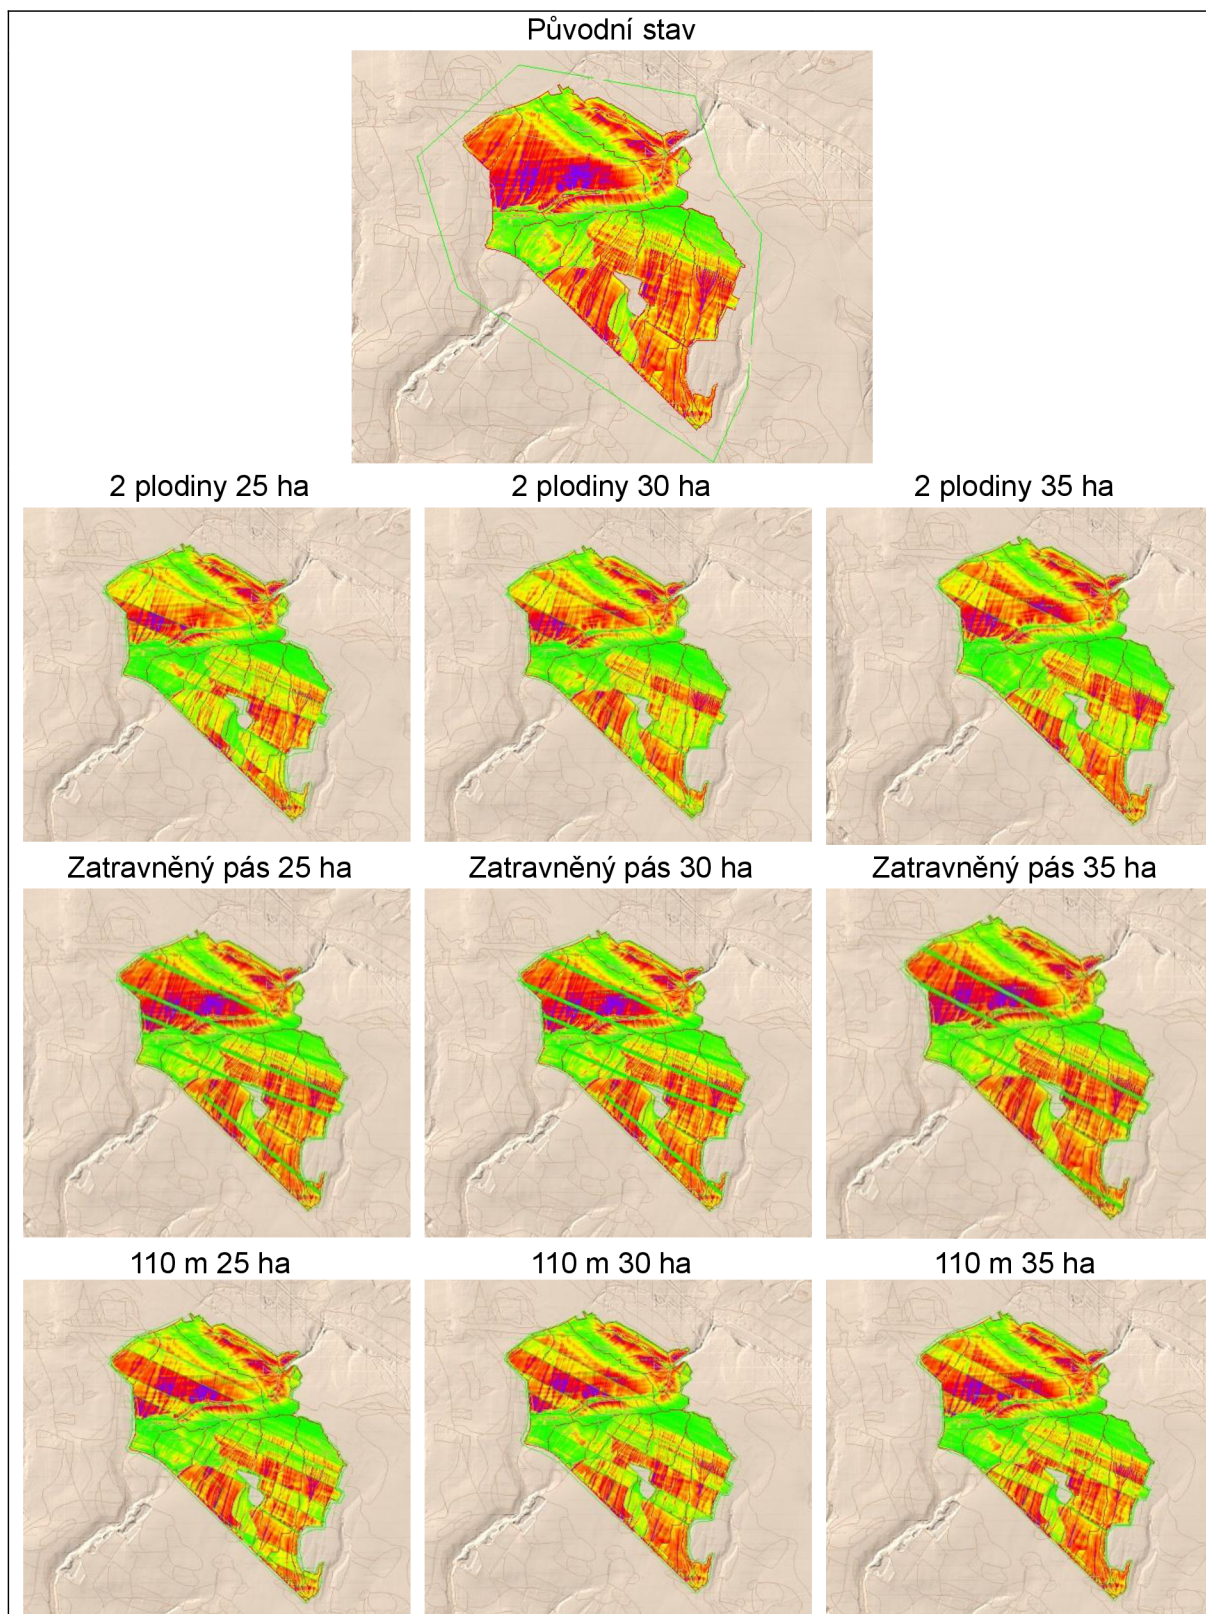 Původní stav
2 plodiny 25 ha
2 plodiny 30 ha
2 plodiny 35 ha
Zatravněný pás 25 ha
Zatravněný pás 30 ha
Zatravněný pás 35 ha
110 m 25 ha
110 m 30 ha
110 m 35 ha